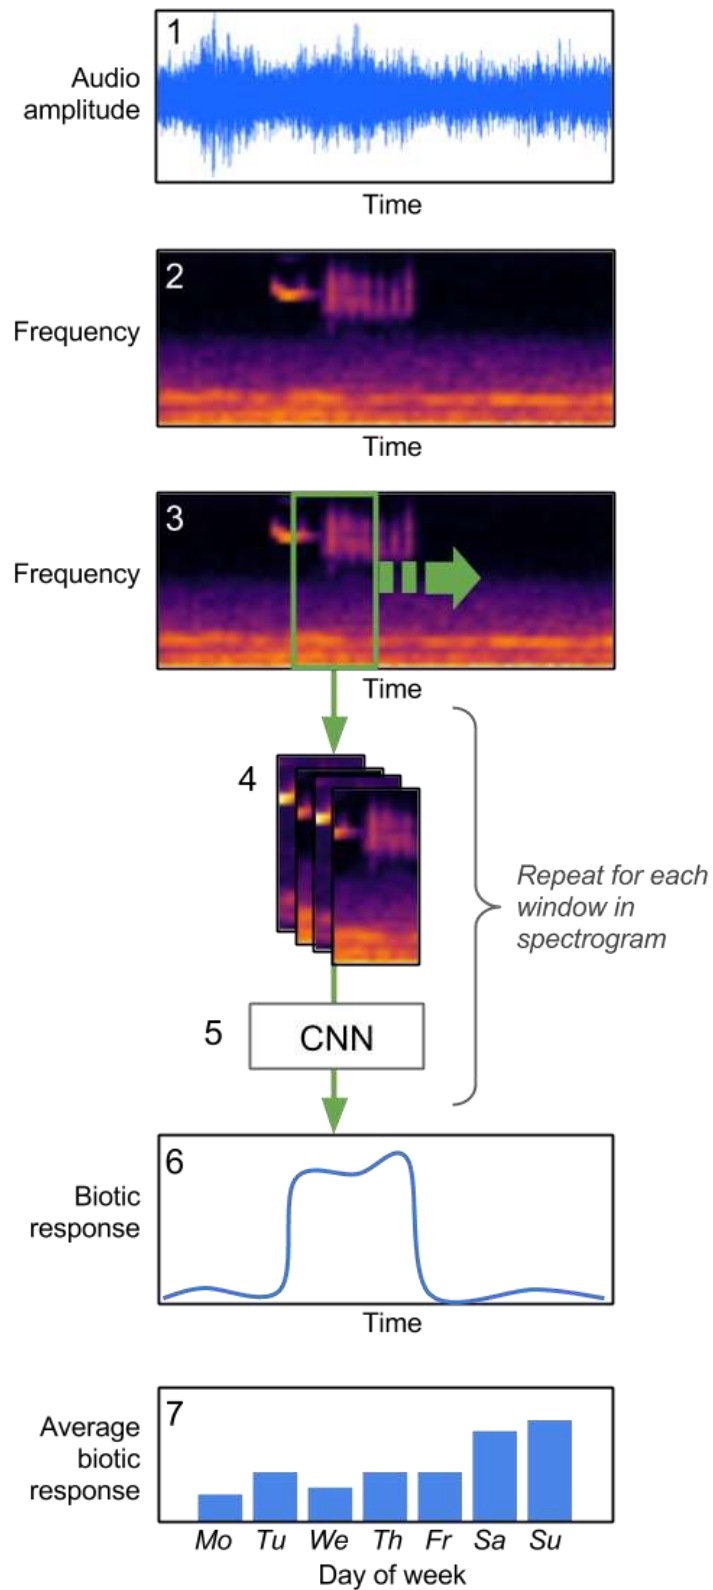 1
Audio
amplitude
Time
2
Frequency
Time
3
Frequency
Time
4
Repeat for each
window in
spectrogram
5
CNN
6
Biotic
response
Time
7
Average
biotic
response
Mo Tu We Th Fr Sa Su
Day of week